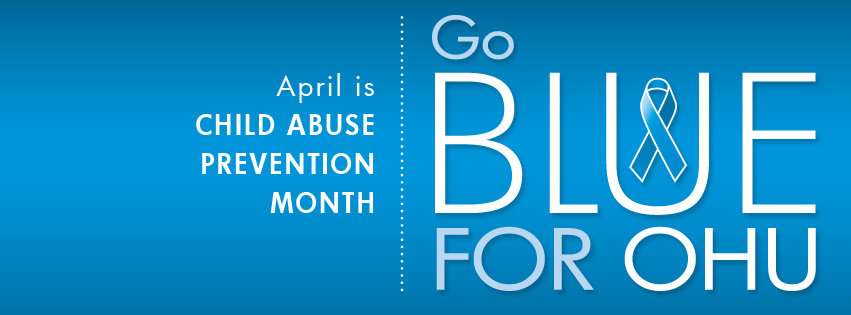 April is
CHILD ABUSE
PREVENTION
MONTH
Go
BLUE
FOR OHU